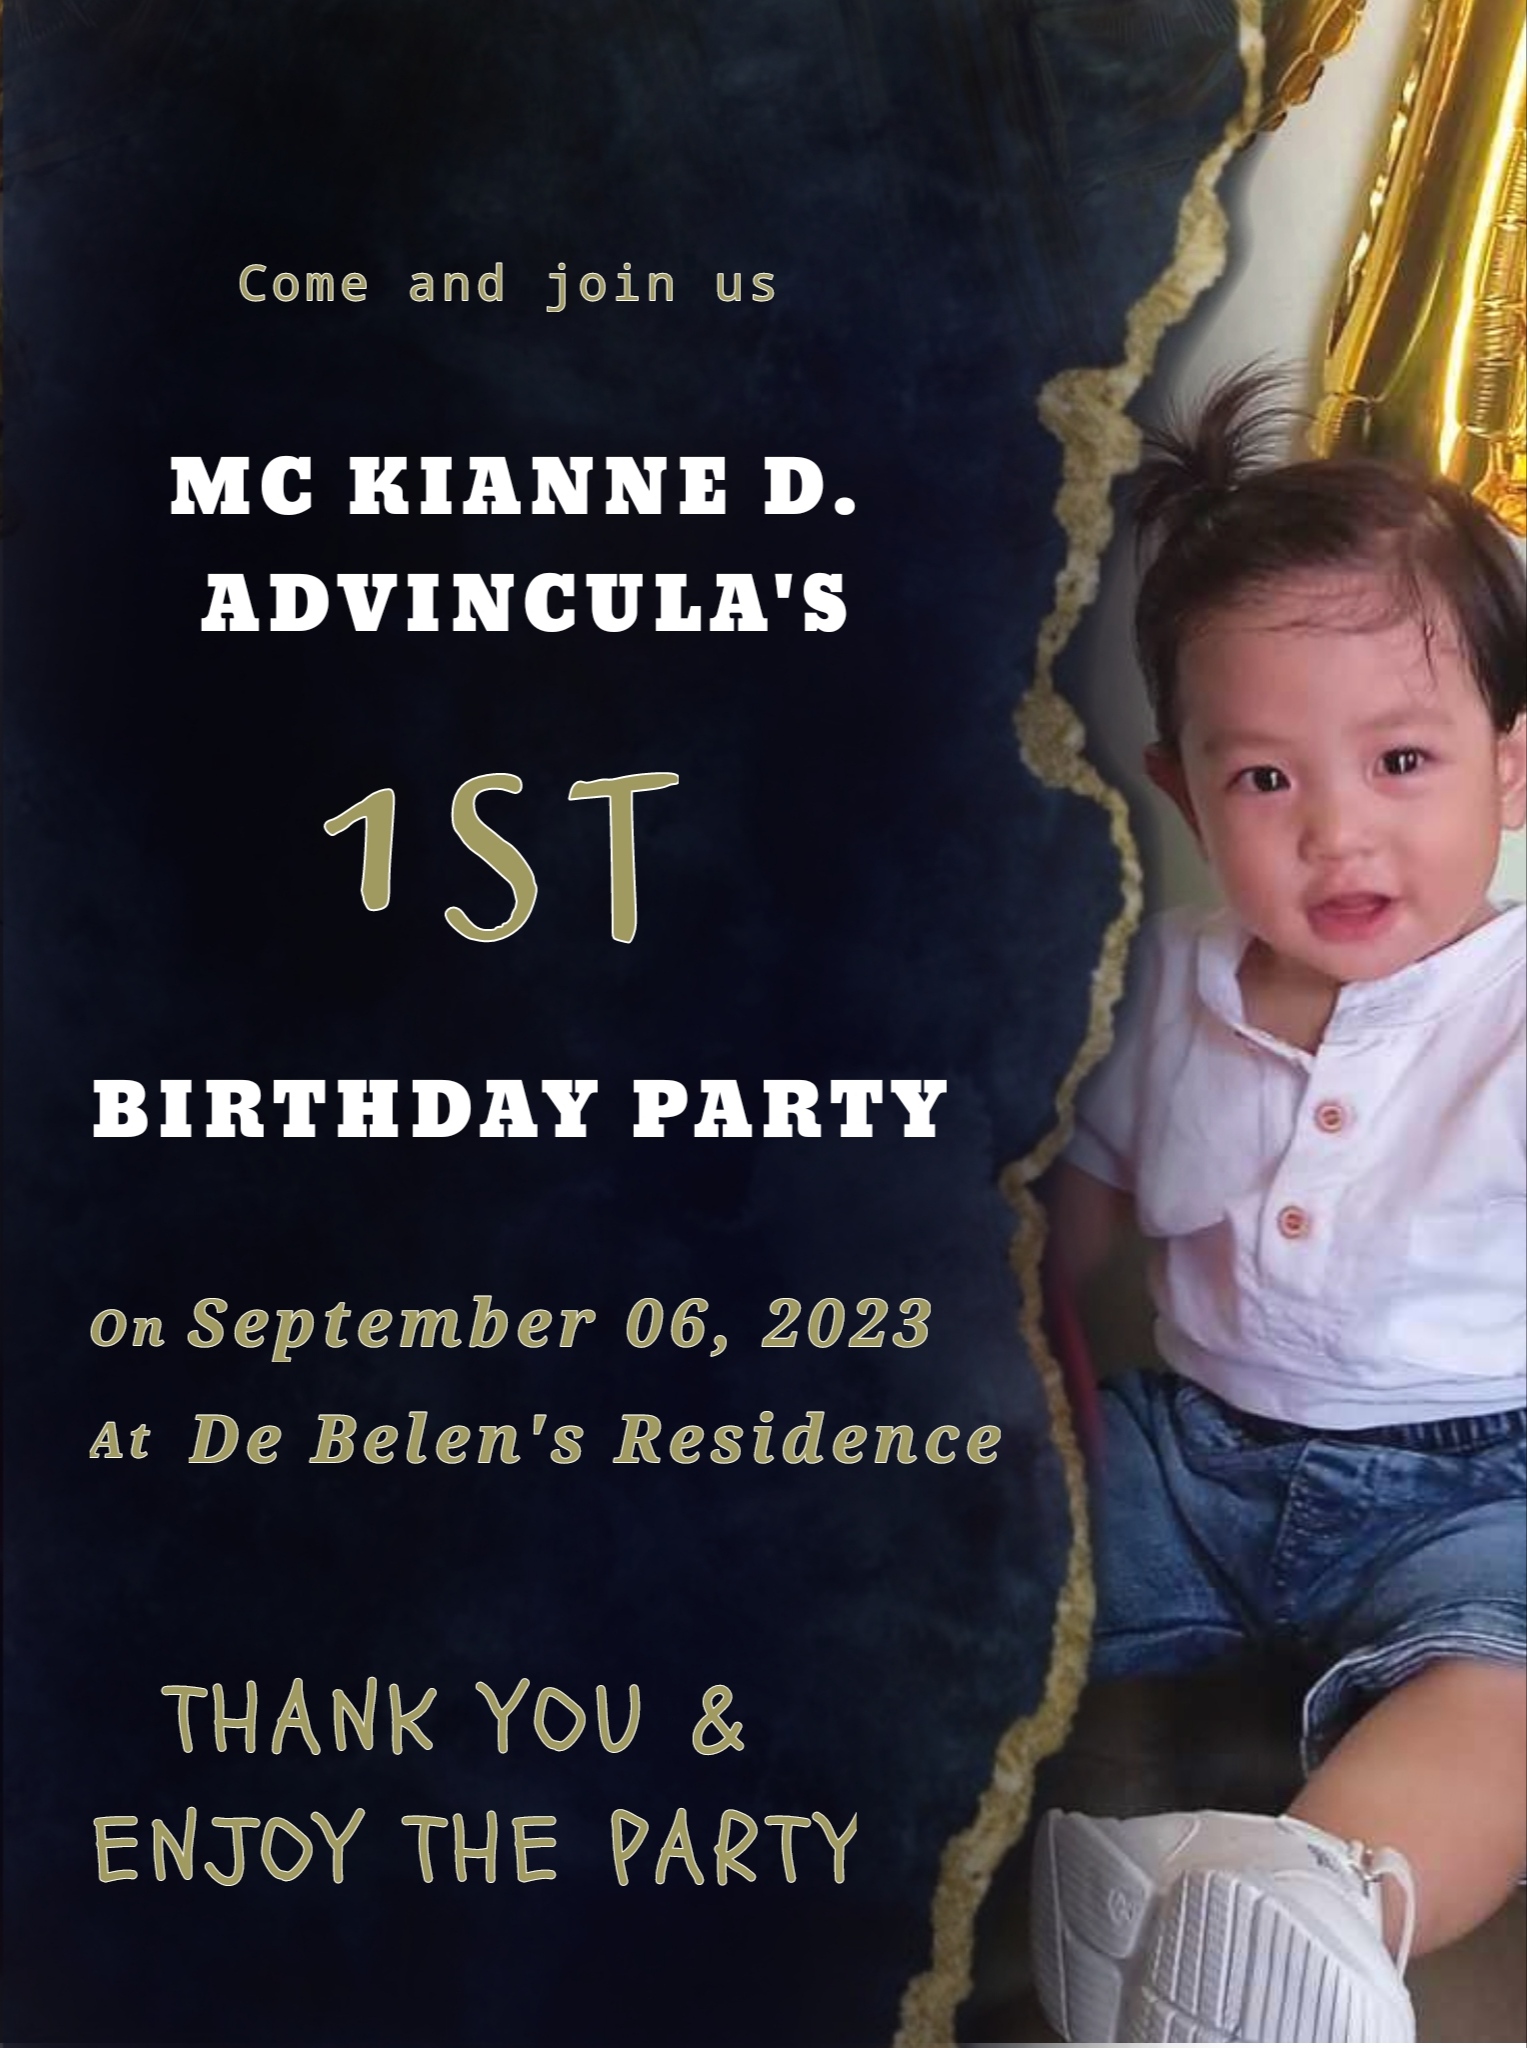 Come and join us
MC KIANNE D.
ADVINCULA'S
1ST
BIRTHDAY PARTY
On September 06, 2023
At De Belen's Residence
THANK YOU &
ENJOY THE PARTY